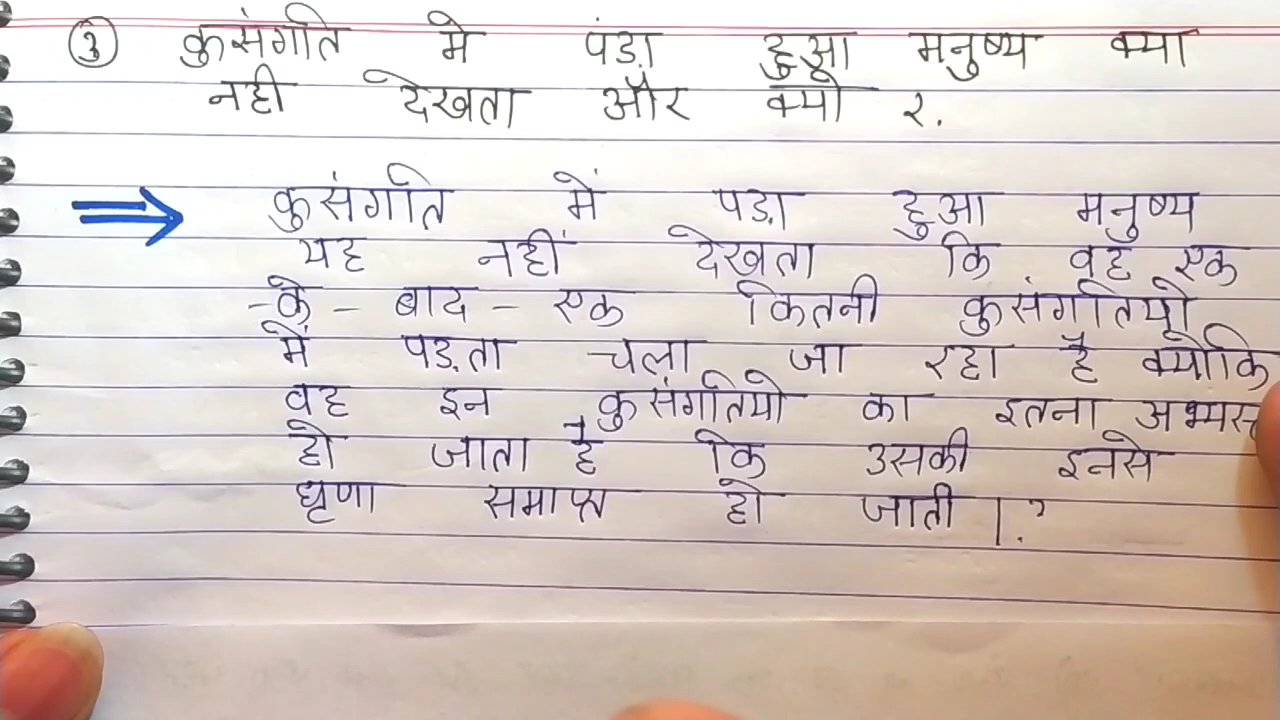 ③ कुसंगति मे पंडा़ हुआ मनुष्य क्या
नही देखता और क्यो २.
⇒ कुसंगति में पडा़ हुआ मनुष्य
यह नहीं देखता कि वह एक
-के- बाद - एक कितनी कुसंगतियो
में पड़ता चला जा रहा है क्योकि
वह इन कुसंगतियो का इतना अभ्यस्त
हो जाता है कि उसकी इनसे
घृणा समाप्त हो जाती |.?